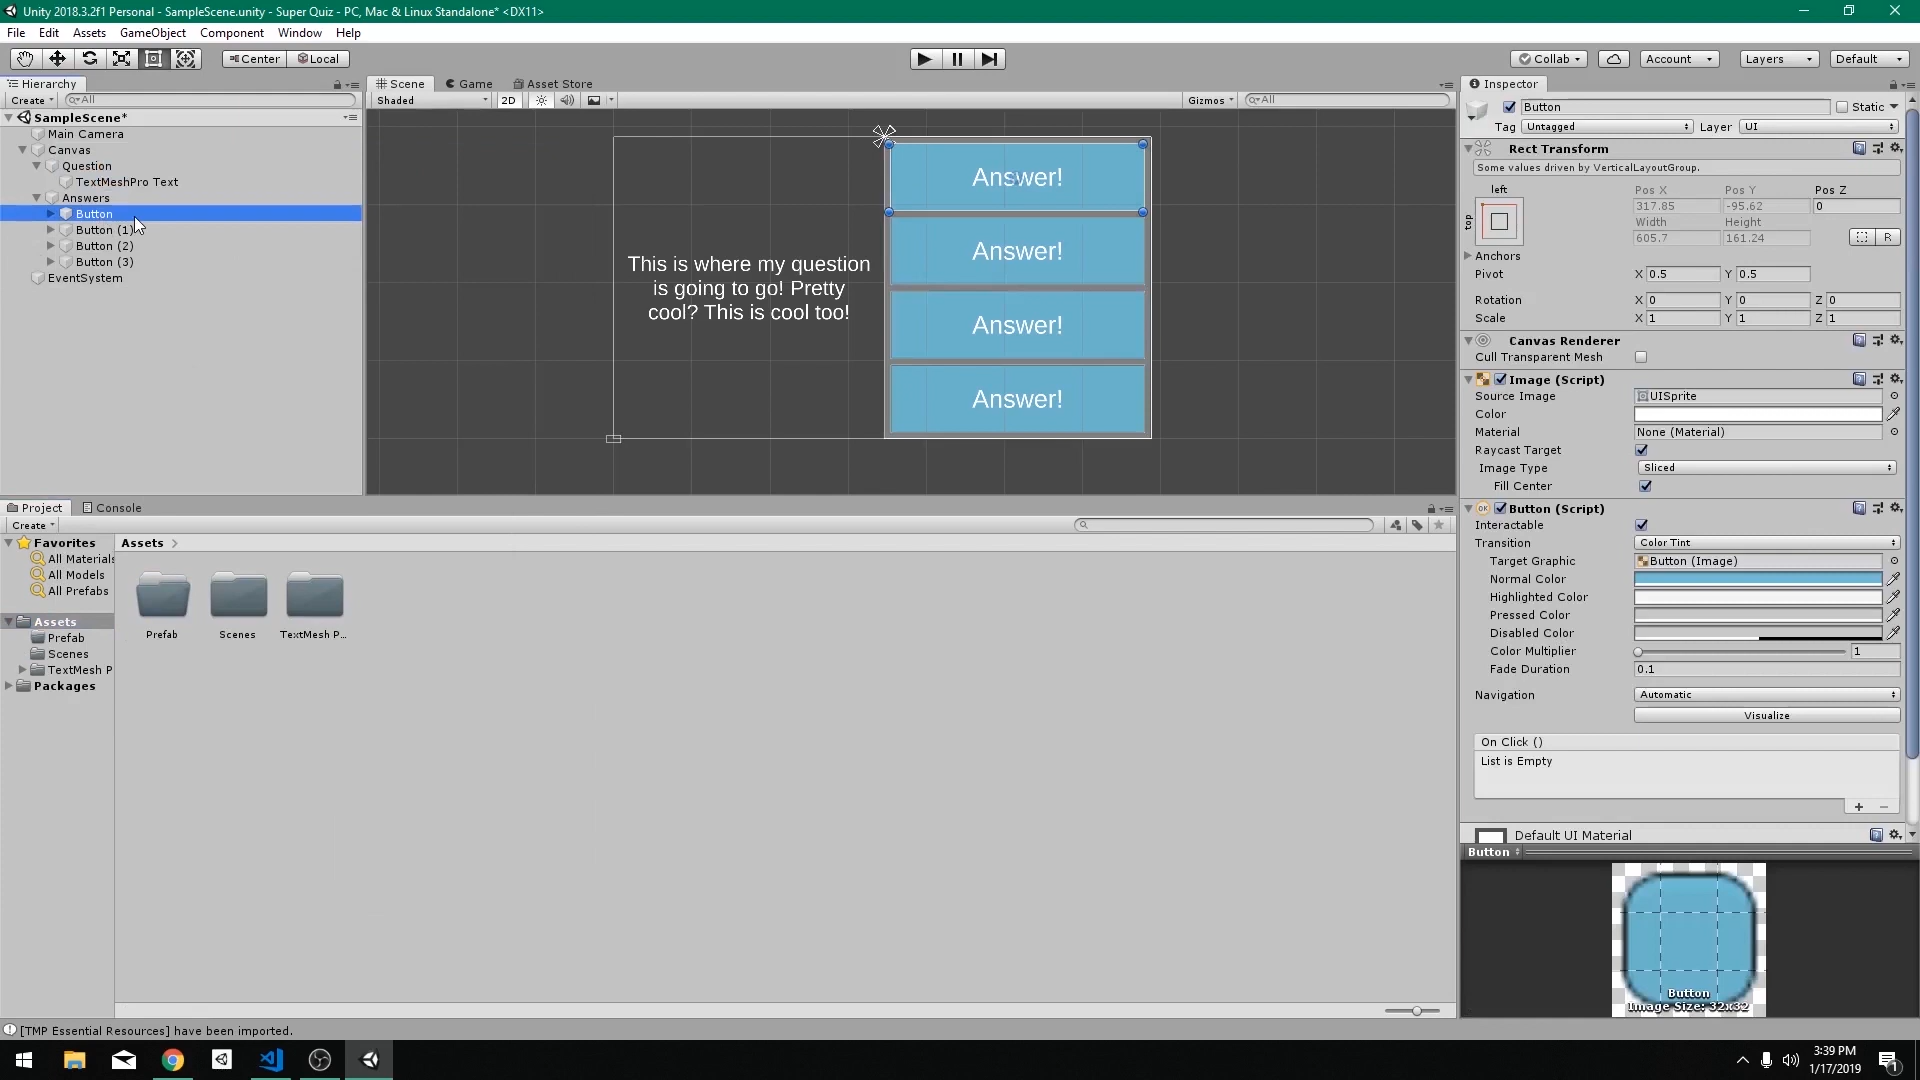 Unity 2018.3.2f1 Personal - SampleScene.unity - Super Quiz - PC, Mac & Linux Standalone* <DX11>
File Edit Assets GameObject Component Window Help
Center Local Collab Account Layers Default
Hierarchy
Create All
SampleScene*
Main Camera
Canvas
Question
TextMeshPro Text
Answers
Button
Button (1)
Button (2)
Button (3)
EventSystem
Scene Game Asset Store
Shaded 2D Gizmos All
This is where my question
is going to go! Pretty
cool? This is cool too!
Answer!
Answer!
Answer!
Answer!
Project Console
Create
Favorites
All Materials
All Models
All Prefabs
Assets
Prefab
Scenes
TextMesh P
Packages
Assets
Prefab Scenes TextMesh P...
Inspector
Button Static
Tag Untagged Layer UI
Rect Transform
Some values driven by VerticalLayoutGroup.
left Pos X Pos Y Pos Z
top 317.85 -95.62 0
Width Height
605.7 161.24 R
Anchors
Pivot X 0.5 Y 0.5
Rotation X 0 Y 0 Z 0
Scale X 1 Y 1 Z 1
Canvas Renderer
Cull Transparent Mesh
Image (Script)
Source Image UISprite
Color
Material None (Material)
Raycast Target
Image Type Sliced
Fill Center
OK Button (Script)
Interactable
Transition Color Tint
Target Graphic Button (Image)
Normal Color
Highlighted Color
Pressed Color
Disabled Color
Color Multiplier 1
Fade Duration 0.1
Navigation Automatic
Visualize
On Click ()
List is Empty
+ −
Default UI Material
Button
Button
Image Size: 32x32
[TMP Essential Resources] have been imported.
3:39 PM
1/17/2019
1